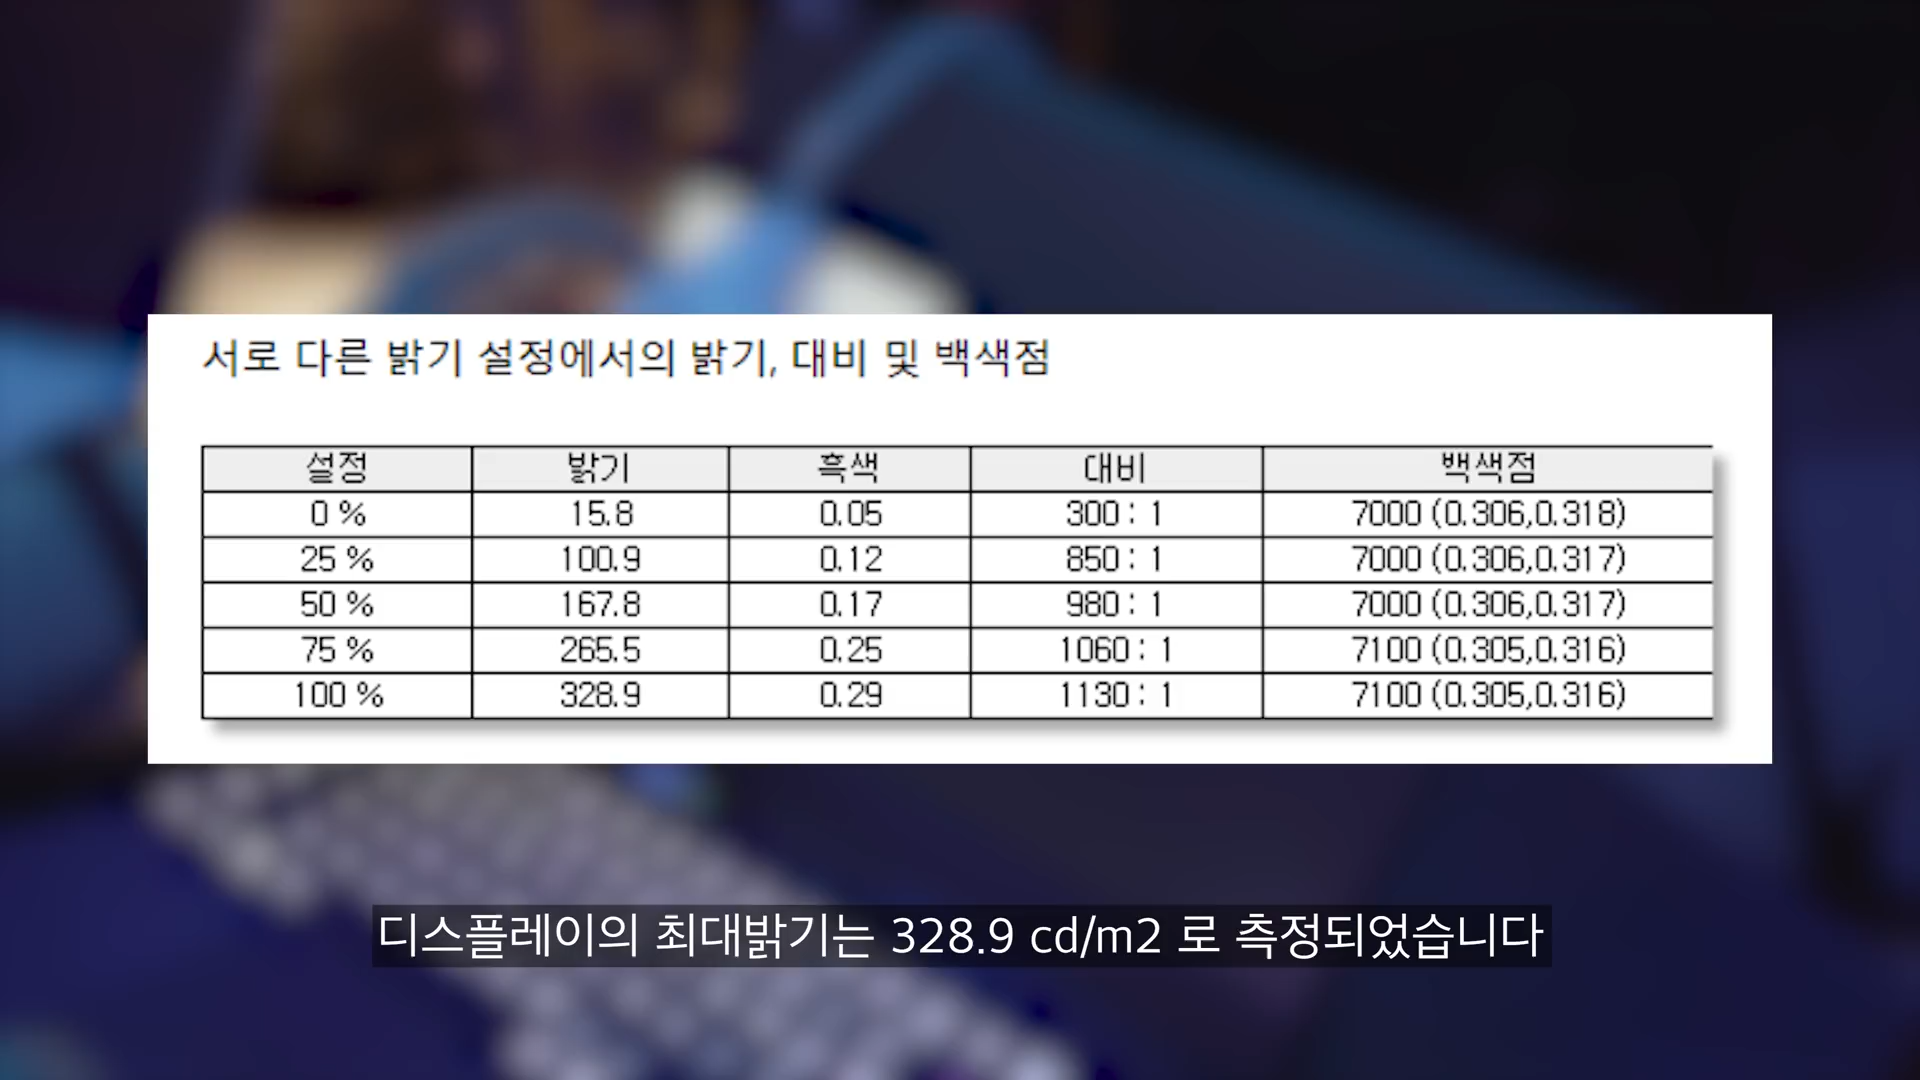 서로 다른 밝기 설정에서의 밝기, 대비 및 백색점
설정 밝기 흑색 대비 백색점
0 % 15.8 0.05 300 : 1 7000 (0.306,0.318)
25 % 100.9 0.12 850 : 1 7000 (0.306,0.317)
50 % 167.8 0.17 980 : 1 7000 (0.306,0.317)
75 % 265.5 0.25 1060 : 1 7100 (0.305,0.316)
100 % 328.9 0.29 1130 : 1 7100 (0.305,0.316)
디스플레이의 최대밝기는 328.9 cd/m2 로 측정되었습니다